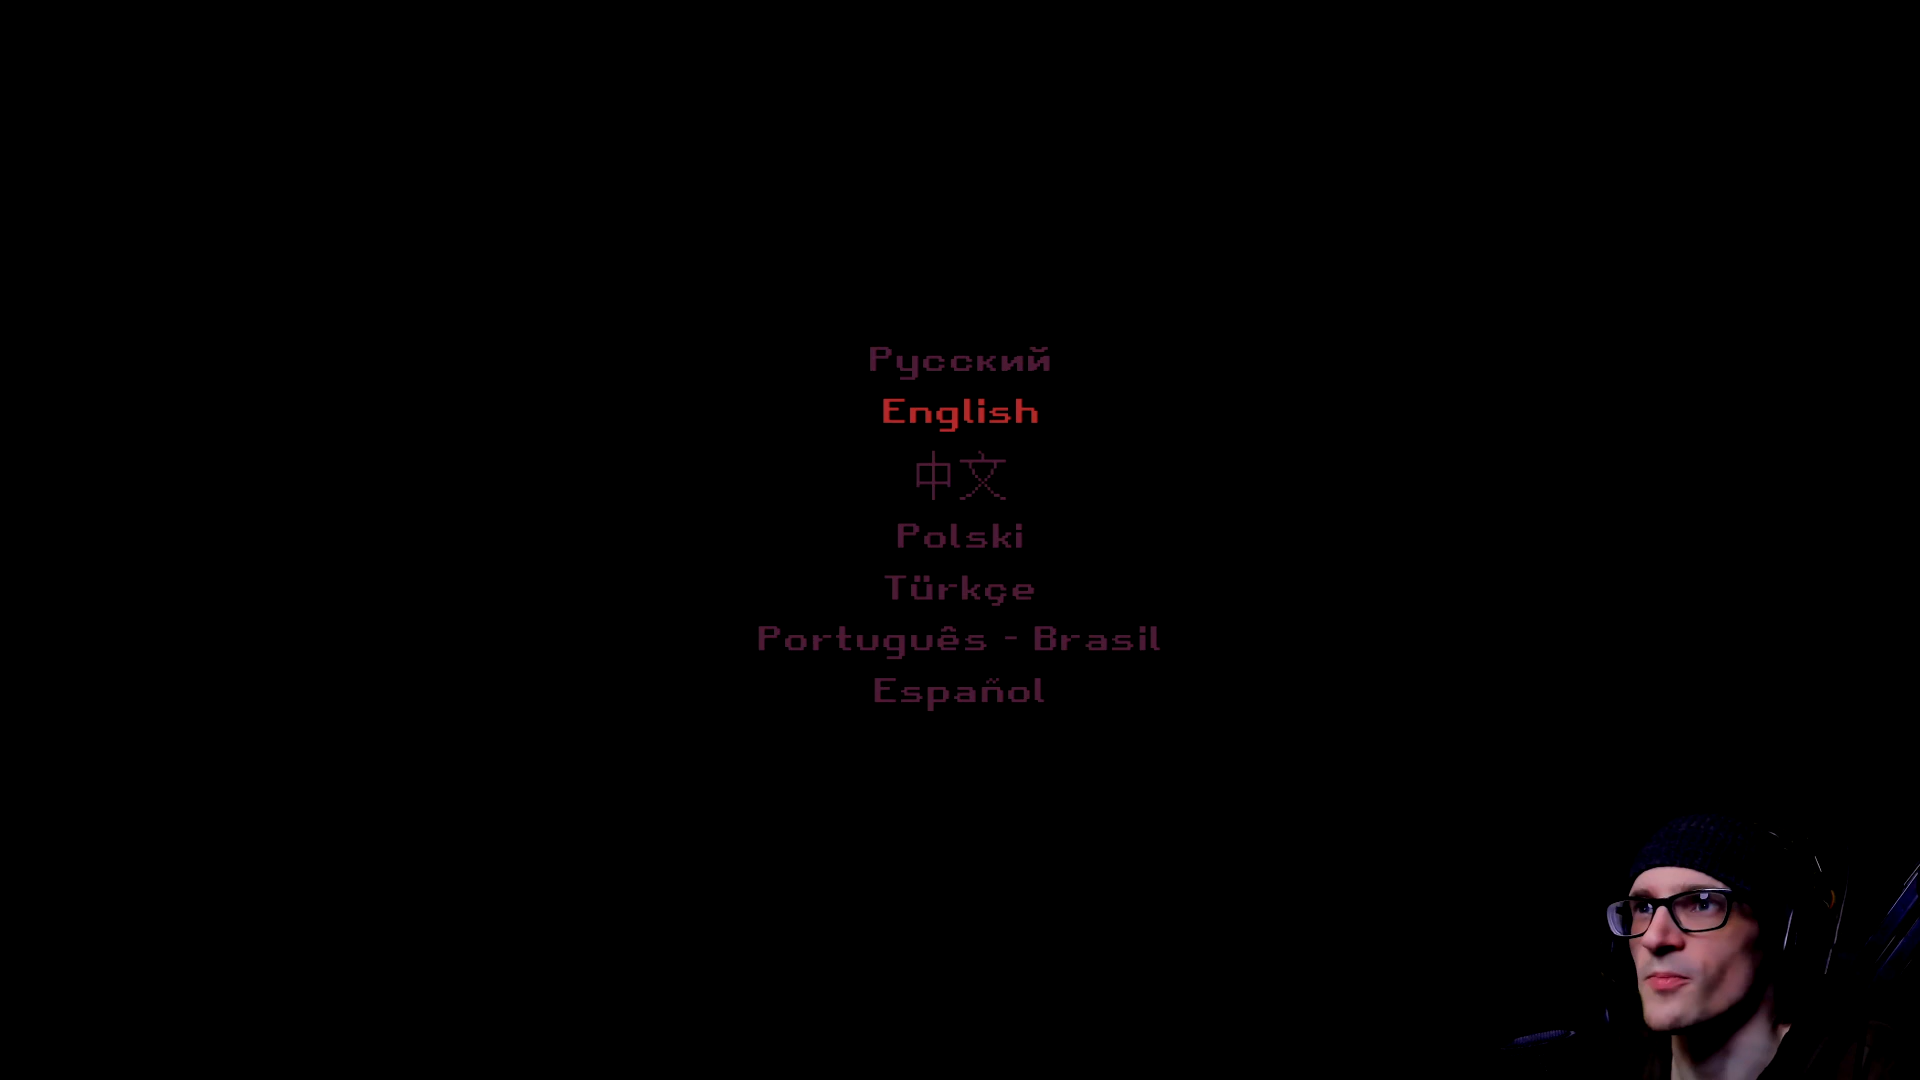 Русский
English
中文
Polski
Türkçe
Português - Brasil
Español